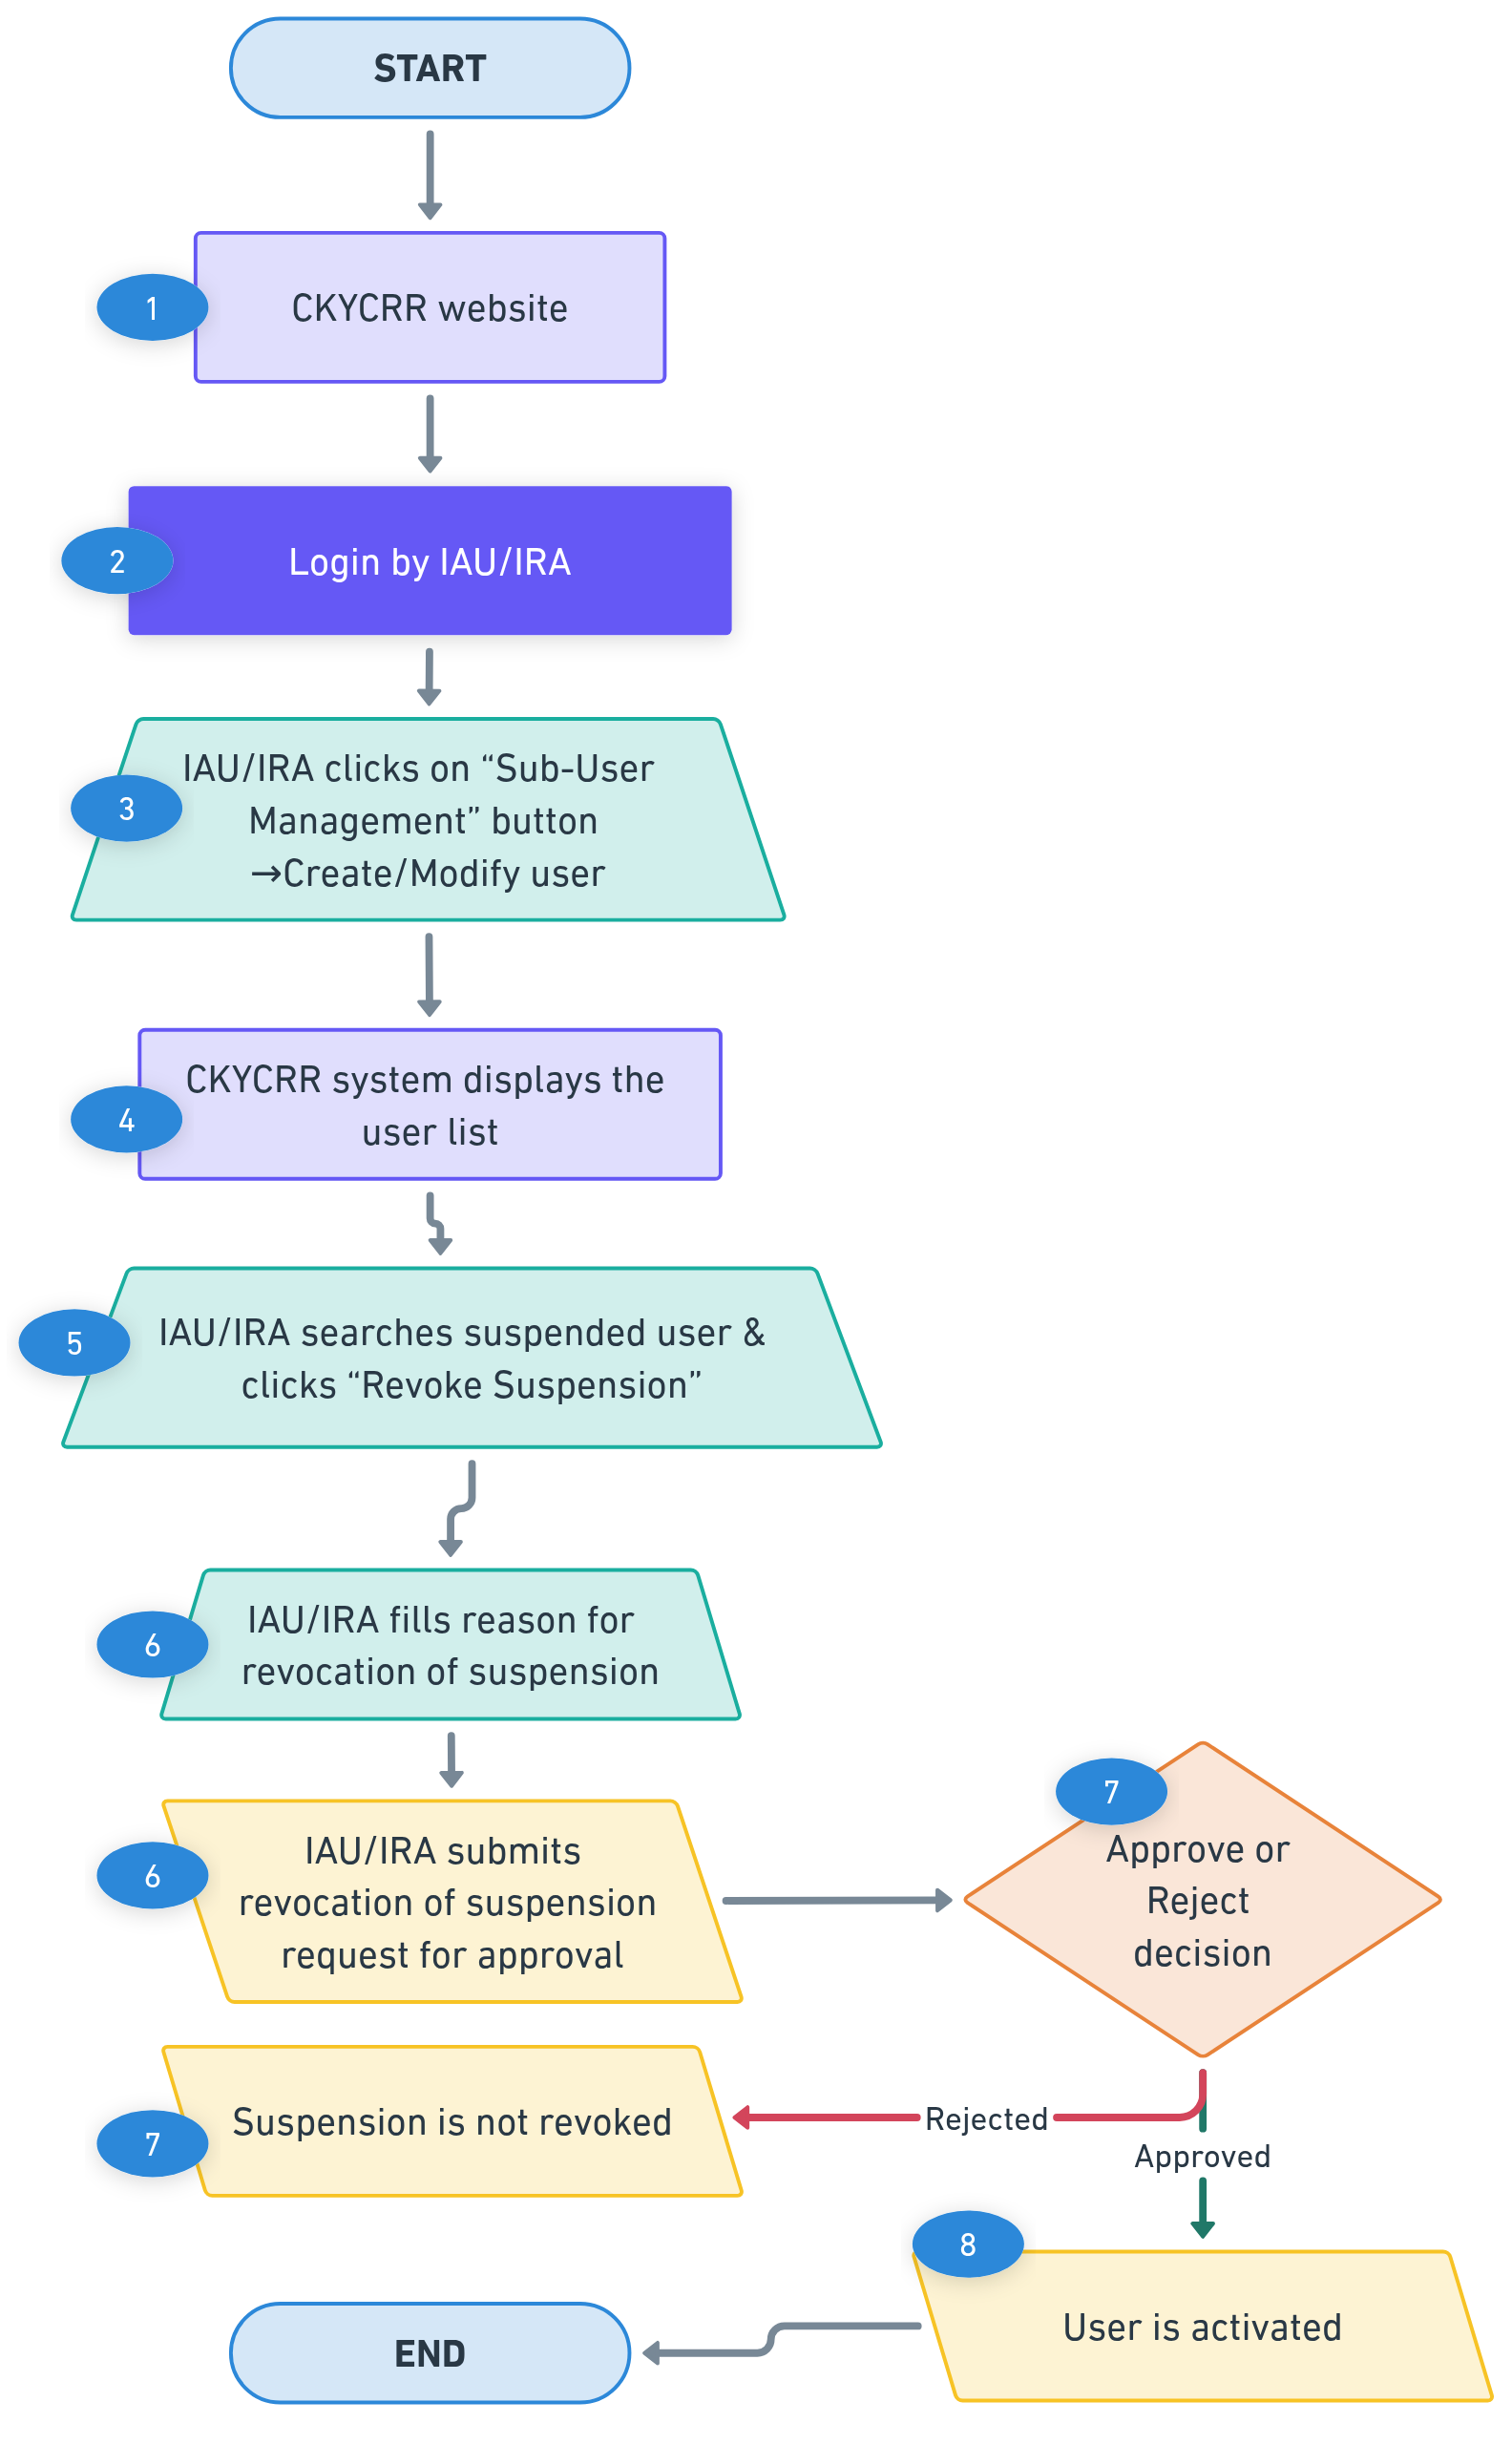 START
1
CKYCRR website
2
Login by IAU/IRA
3
IAU/IRA clicks on “Sub-User
Management” button
→Create/Modify user
4
CKYCRR system displays the
user list
5
IAU/IRA searches suspended user &
clicks “Revoke Suspension”
6
IAU/IRA fills reason for
revocation of suspension
6
IAU/IRA submits
revocation of suspension
request for approval
7
Approve or
Reject
decision
Rejected
7
Suspension is not revoked
Approved
8
User is activated
END